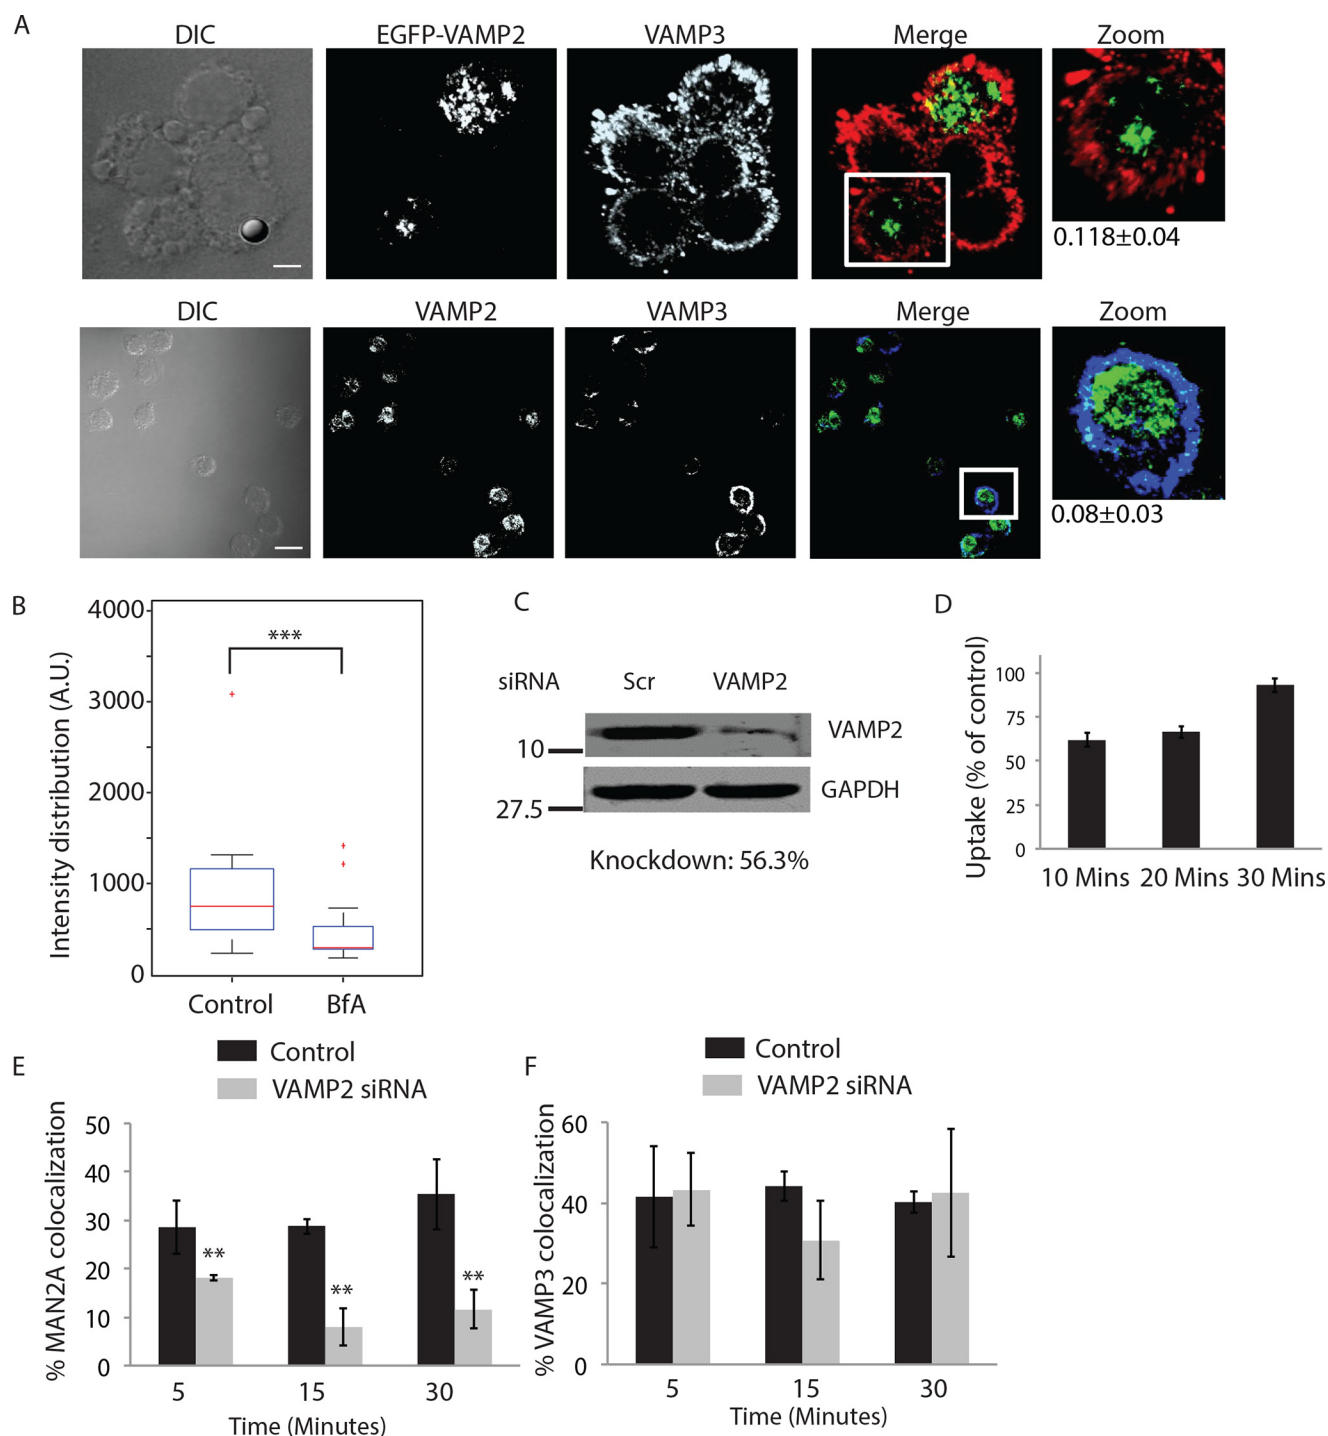 A
DIC EGFP-VAMP2 VAMP3 Merge Zoom
0.118±0.04
DIC VAMP2 VAMP3 Merge Zoom
0.08±0.03
B
Intensity distribution (A.U.)
4000
3000
2000
1000
0
***
Control BfA
C
siRNA Scr VAMP2
10
VAMP2
27.5
GAPDH
Knockdown: 56.3%
D
Uptake (% of control)
100
75
50
25
0
10 Mins 20 Mins 30 Mins
E
Control
VAMP2 siRNA
% MAN2A colocalization
50
40
30
20
10
0
**
**
**
5 15 30
Time (Minutes)
F
Control
VAMP2 siRNA
% VAMP3 colocalization
60
40
20
0
5 15 30
Time (Minutes)